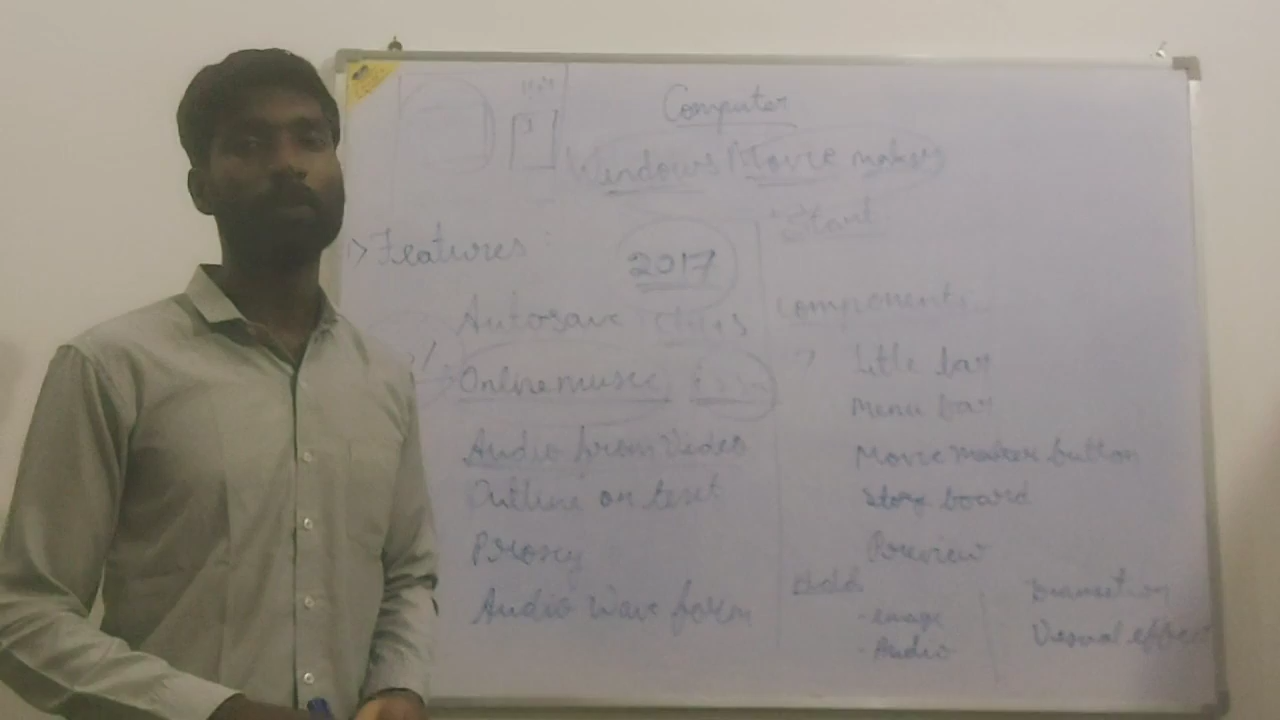 Computer
Windows Movie maker
1> Features :
2017
Autosave
Online music
Audio from Video
Outline on text
Proxy
Audio Wave form
Start
Components
Title bar
Menu bar
Movie maker button
Story board
Preview
Add
- image
- Audio
Visual effect